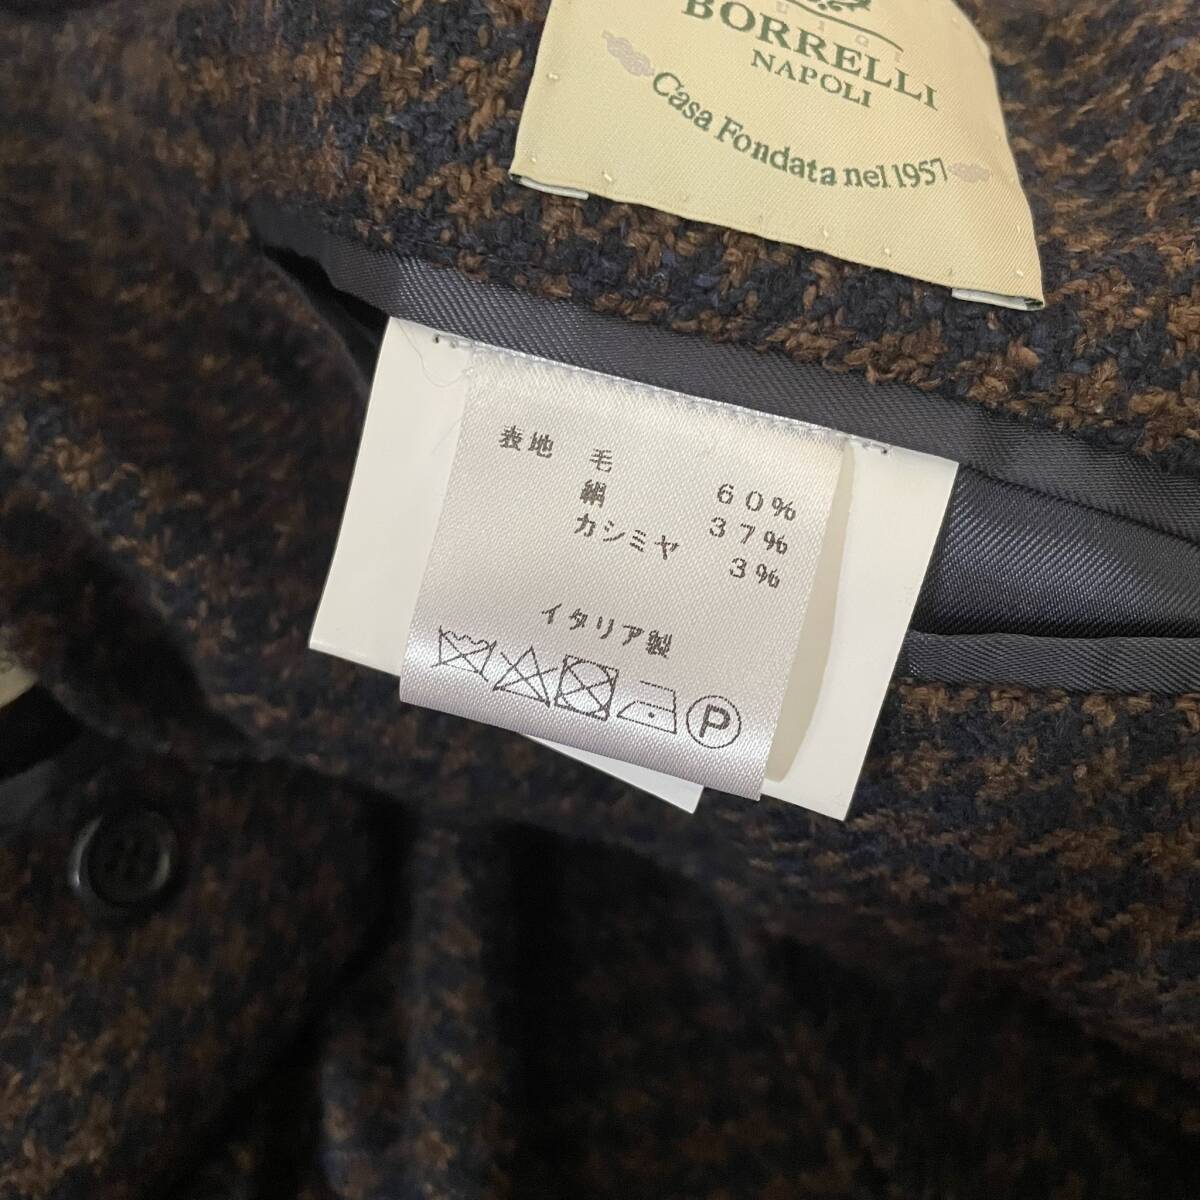 BORRELLI
NAPOLI
Casa Fondata nel 1957
表地 毛 60%
絹 37%
カシミヤ 3%
イタリア製
P